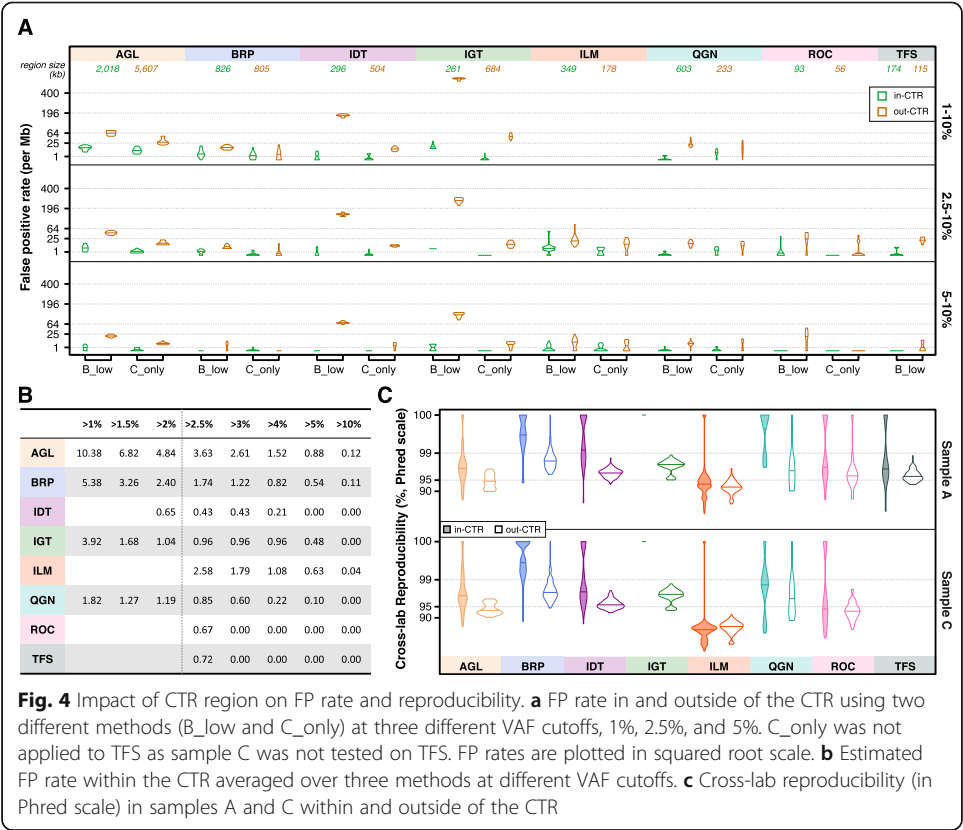 A
AGL BRP IDT IGT ILM QGN ROC TFS
region size (kb) 2,018 5,607 826 805 296 504 261 684 349 178 603 233 93 56 174 115
in-CTR
out-CTR
False positive rate (per Mb)
400
196
64
25
1
1-10%
400
196
64
25
1
2.5-10%
400
196
64
25
1
5-10%
B_low C_only B_low C_only B_low C_only B_low C_only B_low C_only B_low C_only B_low C_only B_low
B
>1% >1.5% >2% >2.5% >3% >4% >5% >10%
AGL 10.38 6.82 4.84 3.63 2.61 1.52 0.88 0.12
BRP 5.38 3.26 2.40 1.74 1.22 0.82 0.54 0.11
IDT 0.65 0.43 0.43 0.21 0.00 0.00
IGT 3.92 1.68 1.04 0.96 0.96 0.96 0.48 0.00
ILM 2.58 1.79 1.08 0.63 0.04
QGN 1.82 1.27 1.19 0.85 0.60 0.22 0.10 0.00
ROC 0.67 0.00 0.00 0.00 0.00
TFS 0.72 0.00 0.00 0.00 0.00
C
Cross-lab Reproducibility (%, Phred scale)
100
99
95
90
Sample A
in-CTR out-CTR
100
99
95
90
Sample C
AGL BRP IDT IGT ILM QGN ROC TFS
Fig. 4 Impact of CTR region on FP rate and reproducibility. a FP rate in and outside of the CTR using two
different methods (B_low and C_only) at three different VAF cutoffs, 1%, 2.5%, and 5%. C_only was not
applied to TFS as sample C was not tested on TFS. FP rates are plotted in squared root scale. b Estimated
FP rate within the CTR averaged over three methods at different VAF cutoffs. c Cross-lab reproducibility (in
Phred scale) in samples A and C within and outside of the CTR